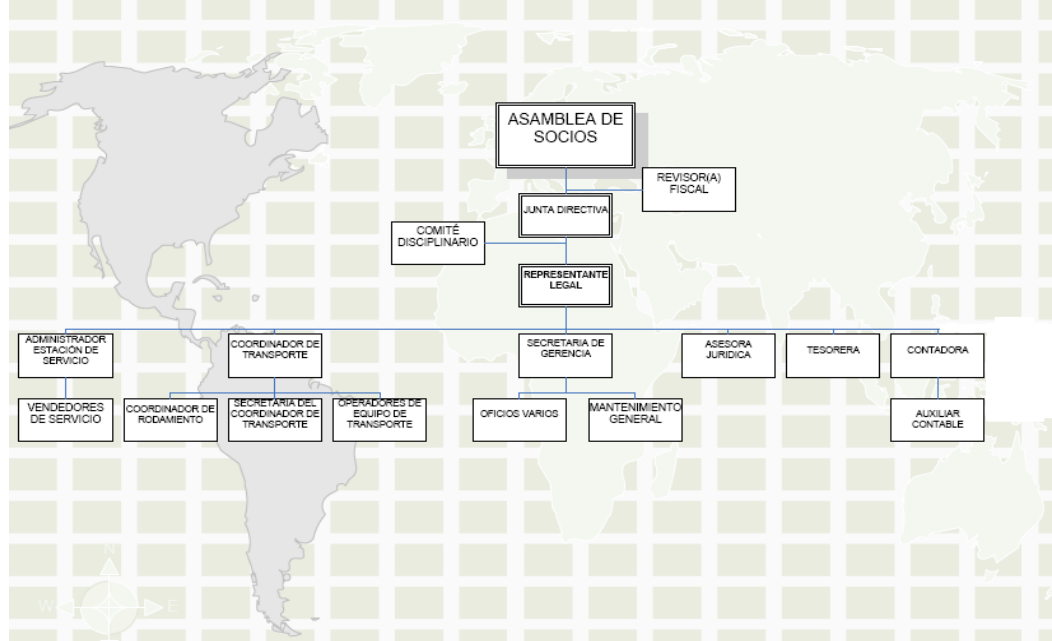 ASAMBLEA DE
SOCIOS
REVISOR(A)
FISCAL
JUNTA DIRECTIVA
COMITÉ
DISCIPLINARIO
REPRESENTANTE
LEGAL
ADMINISTRADOR
ESTACIÓN DE
SERVICIO
COORDINADOR DE
TRANSPORTE
SECRETARIA DE
GERENCIA
ASESORA
JURIDICA
TESORERA
CONTADORA
VENDEDORES
DE SERVICIO
COORDINADOR DE
RODAMIENTO
SECRETARIA DEL
COORDINADOR DE
TRANSPORTE
OPERADORES DE
EQUIPO DE
TRANSPORTE
OFICIOS VARIOS
MANTENIMIENTO
GENERAL
AUXILIAR
CONTABLE
N
W
E